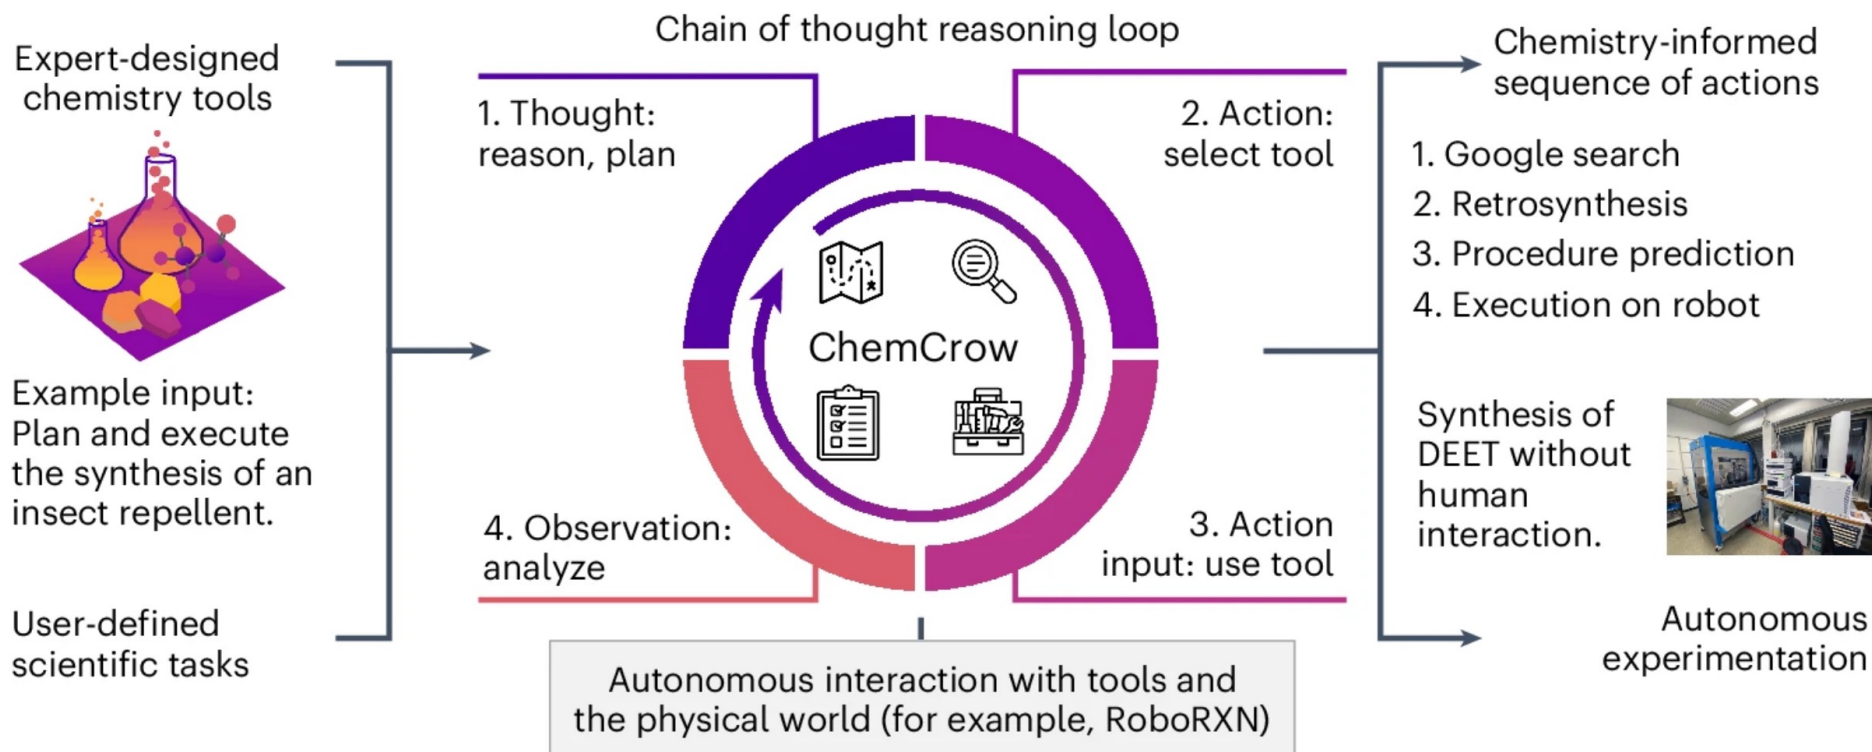 Chain of thought reasoning loop
Expert-designed
chemistry tools
Example input:
Plan and execute
the synthesis of an
insect repellent.
User-defined
scientific tasks
1. Thought:
reason, plan
2. Action:
select tool
ChemCrow
4. Observation:
analyze
3. Action
input: use tool
Autonomous interaction with tools and
the physical world (for example, RoboRXN)
Chemistry-informed
sequence of actions
1. Google search
2. Retrosynthesis
3. Procedure prediction
4. Execution on robot
Synthesis of
DEET without
human
interaction.
Autonomous
experimentation